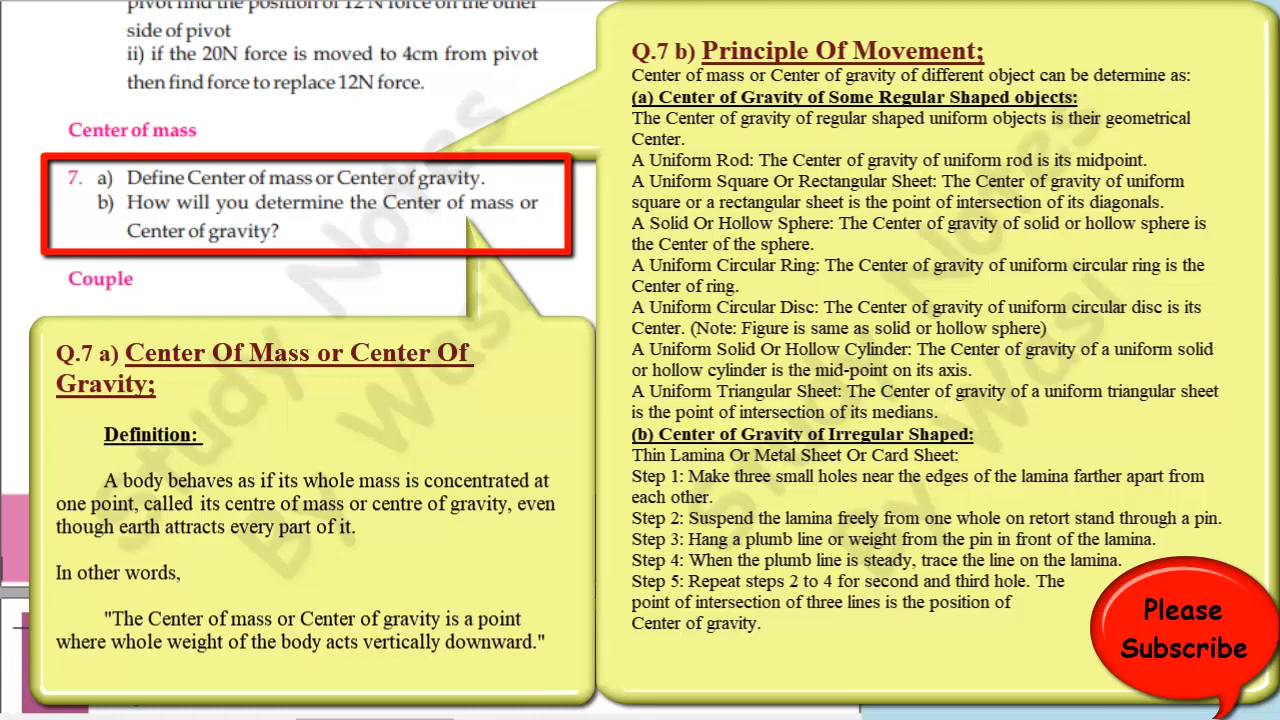 pivot find the position of 12 N force on the other
side of pivot
ii) if the 20N force is moved to 4cm from pivot
then find force to replace 12N force.
Center of mass
7. a) Define Center of mass or Center of gravity.
b) How will you determine the Center of mass or
Center of gravity?
Couple
Q.7 a) Center Of Mass or Center Of
Gravity;
Definition:
A body behaves as if its whole mass is concentrated at
one point, called its centre of mass or centre of gravity, even
though earth attracts every part of it.
In other words,
"The Center of mass or Center of gravity is a point
where whole weight of the body acts vertically downward."
Q.7 b) Principle Of Movement;
Center of mass or Center of gravity of different object can be determine as:
(a) Center of Gravity of Some Regular Shaped objects:
The Center of gravity of regular shaped uniform objects is their geometrical
Center.
A Uniform Rod: The Center of gravity of uniform rod is its midpoint.
A Uniform Square Or Rectangular Sheet: The Center of gravity of uniform
square or a rectangular sheet is the point of intersection of its diagonals.
A Solid Or Hollow Sphere: The Center of gravity of solid or hollow sphere is
the Center of the sphere.
A Uniform Circular Ring: The Center of gravity of uniform circular ring is the
Center of ring.
A Uniform Circular Disc: The Center of gravity of uniform circular disc is its
Center. (Note: Figure is same as solid or hollow sphere)
A Uniform Solid Or Hollow Cylinder: The Center of gravity of a uniform solid
or hollow cylinder is the mid-point on its axis.
A Uniform Triangular Sheet: The Center of gravity of a uniform triangular sheet
is the point of intersection of its medians.
(b) Center of Gravity of Irregular Shaped:
Thin Lamina Or Metal Sheet Or Card Sheet:
Step 1: Make three small holes near the edges of the lamina farther apart from
each other.
Step 2: Suspend the lamina freely from one whole on retort stand through a pin.
Step 3: Hang a plumb line or weight from the pin in front of the lamina.
Step 4: When the plumb line is steady, trace the line on the lamina.
Step 5: Repeat steps 2 to 4 for second and third hole. The
point of intersection of three lines is the position of
Center of gravity.
Please
Subscribe
Study Notes
By Wasi
Study Notes
By Wasi